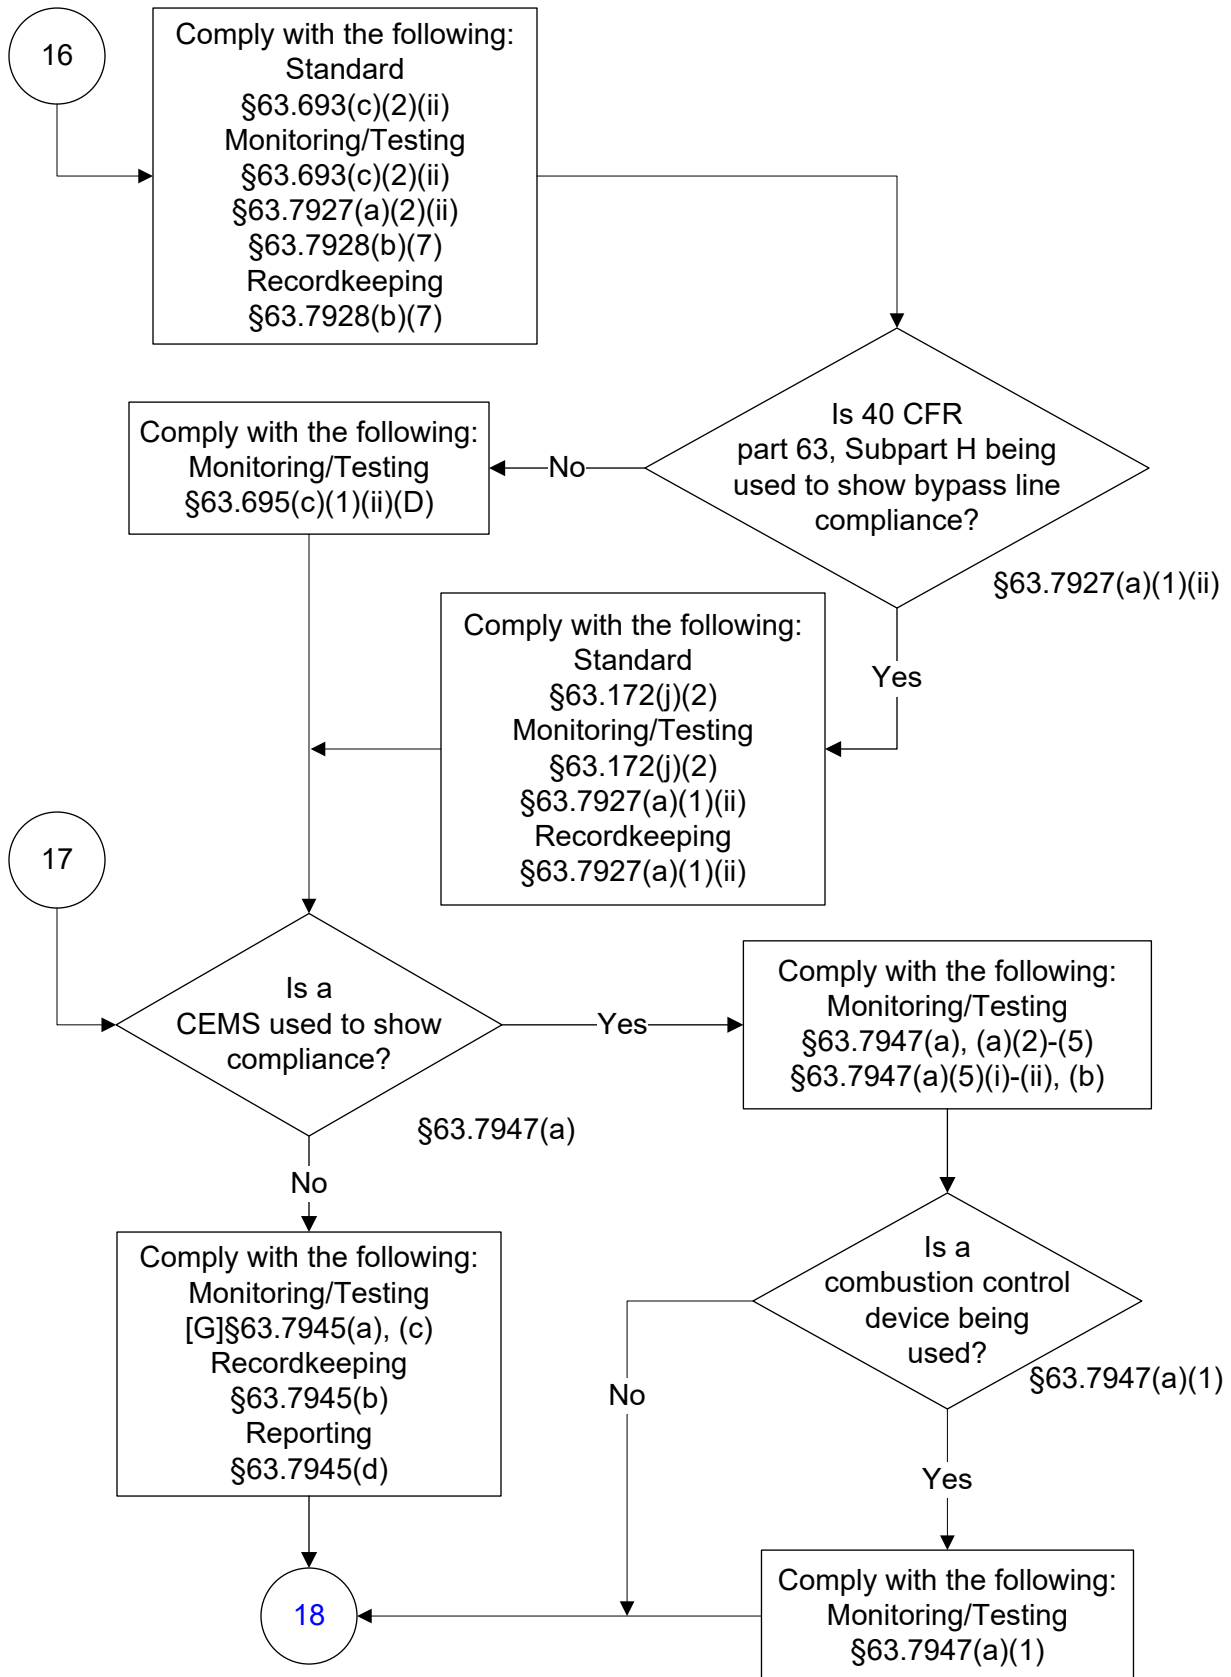 16
Comply with the following:
Standard
§63.693(c)(2)(ii)
Monitoring/Testing
§63.693(c)(2)(ii)
§63.7927(a)(2)(ii)
§63.7928(b)(7)
Recordkeeping
§63.7928(b)(7)
Is 40 CFR
part 63, Subpart H being
used to show bypass line
compliance?
§63.7927(a)(1)(ii)
No
Comply with the following:
Monitoring/Testing
§63.695(c)(1)(ii)(D)
Yes
Comply with the following:
Standard
§63.172(j)(2)
Monitoring/Testing
§63.172(j)(2)
§63.7927(a)(1)(ii)
Recordkeeping
§63.7927(a)(1)(ii)
17
Is a
CEMS used to show
compliance?
§63.7947(a)
Yes
Comply with the following:
Monitoring/Testing
§63.7947(a), (a)(2)-(5)
§63.7947(a)(5)(i)-(ii), (b)
No
Comply with the following:
Monitoring/Testing
[G]§63.7945(a), (c)
Recordkeeping
§63.7945(b)
Reporting
§63.7945(d)
Is a
combustion control
device being
used?
§63.7947(a)(1)
No
Yes
Comply with the following:
Monitoring/Testing
§63.7947(a)(1)
18